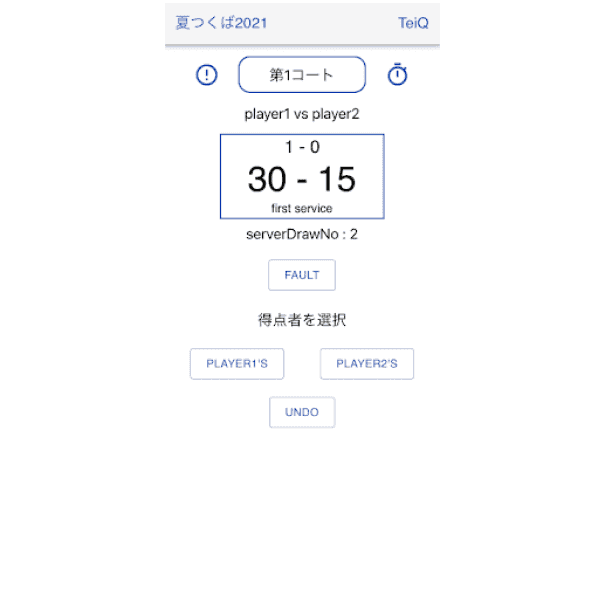 夏つくば2021 TeiQ
第1コート
player1 vs player2
1 - 0
30 - 15
first service
serverDrawNo : 2
FAULT
得点者を選択
PLAYER1'S PLAYER2'S
UNDO